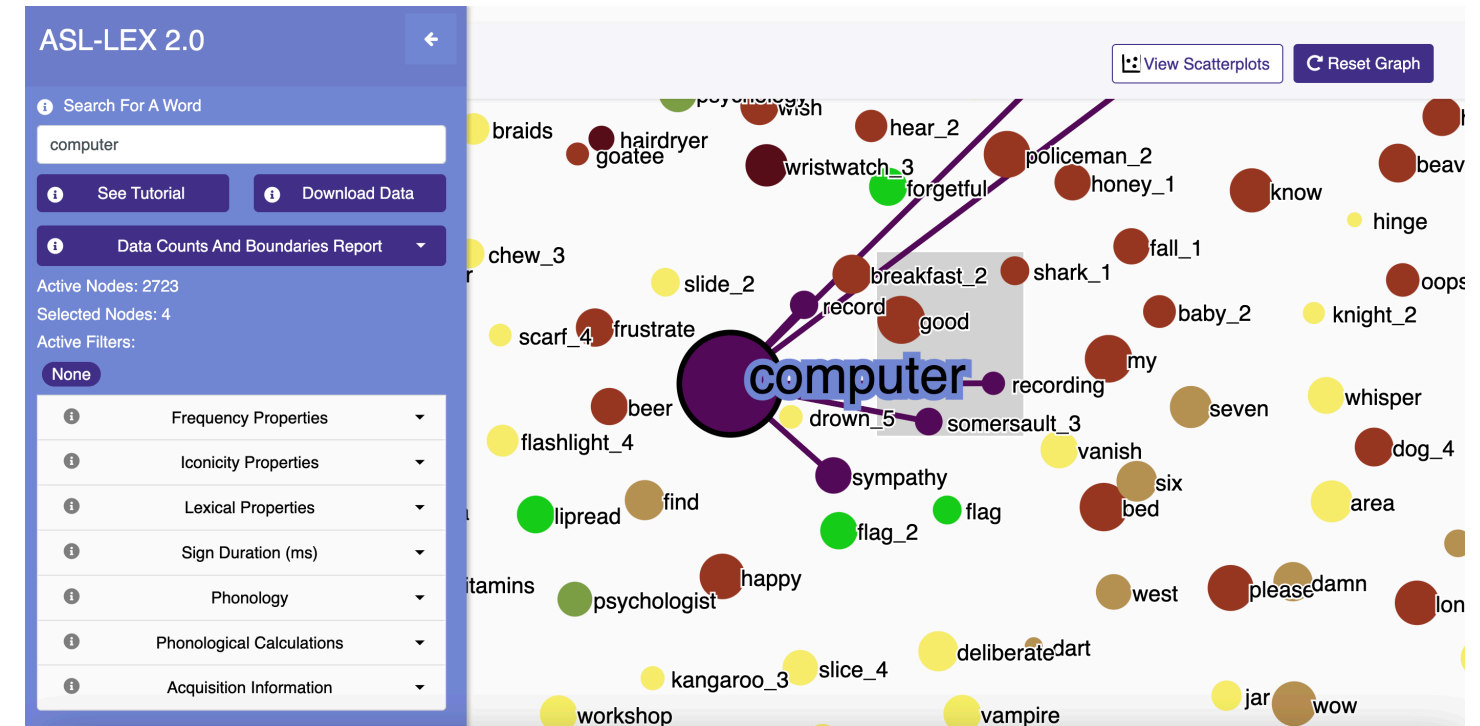 ASL-LEX 2.0
Search For A Word
computer
See Tutorial
Download Data
Data Counts And Boundaries Report
Active Nodes: 2723
Selected Nodes: 4
Active Filters:
None
Frequency Properties
Iconicity Properties
Lexical Properties
Sign Duration (ms)
Phonology
Phonological Calculations
Acquisition Information
View Scatterplots
Reset Graph
psychology
wish
braids
hairdryer
goatee
hear_2
wristwatch_3
forgetful
policeman_2
honey_1
know
beav
hinge
chew_3
slide_2
breakfast_2
shark_1
fall_1
oops
record
good
baby_2
knight_2
scarf_4
frustrate
computer
recording
my
beer
drown_5
somersault_3
seven
whisper
flashlight_4
vanish
dog_4
sympathy
six
find
lipread
flag
flag_2
bed
area
happy
itamins
psychologist
west
please
damn
lon
deliberate
dart
kangaroo_3
slice_4
jar
wow
workshop
vampire